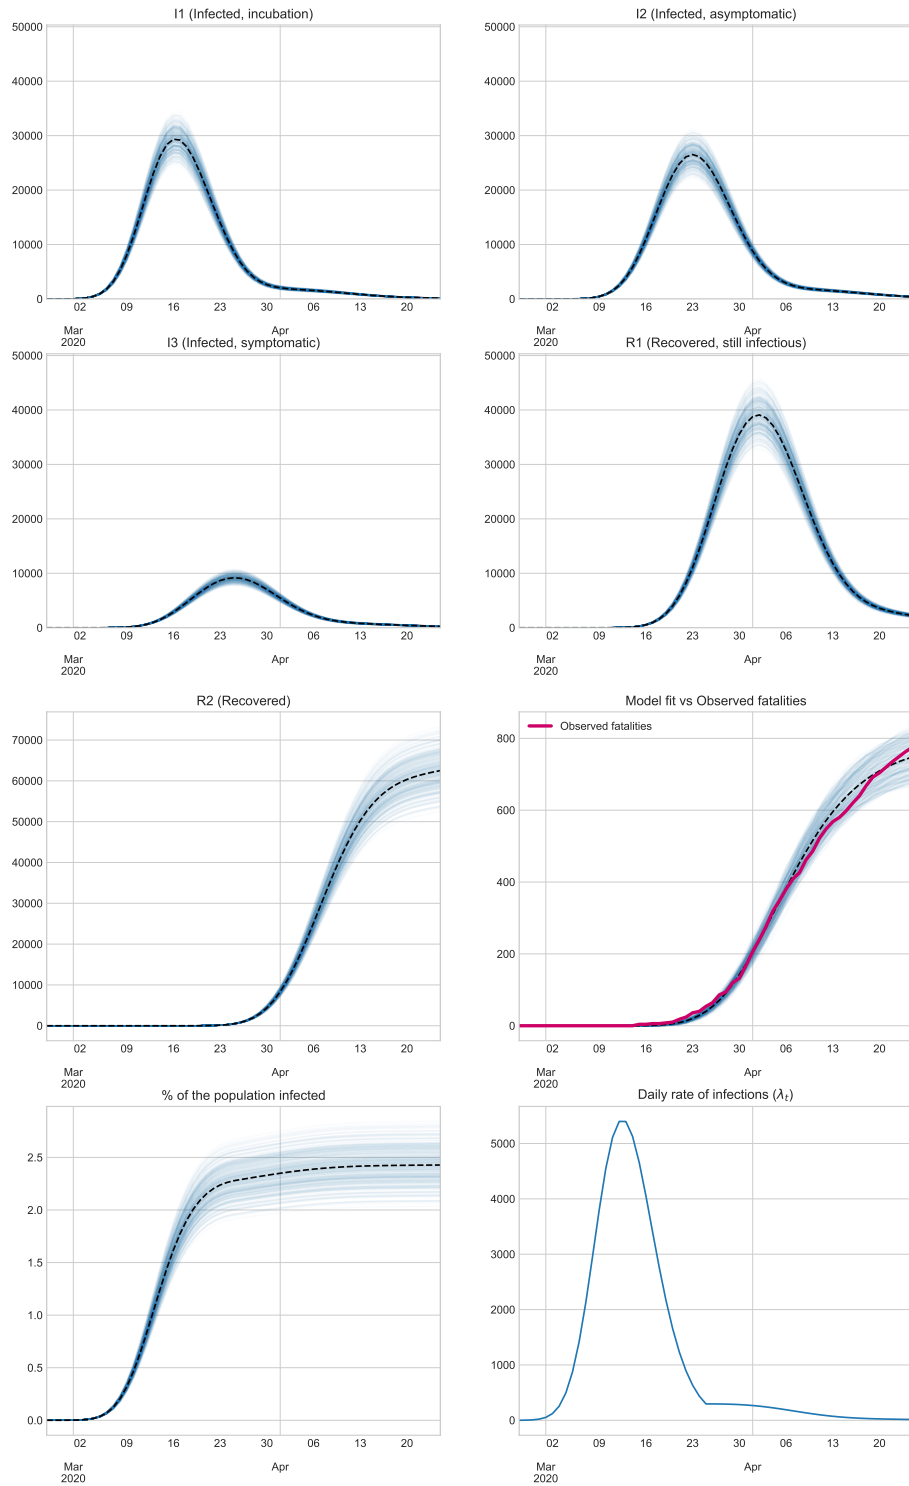 I1 (Infected, incubation)
50000
40000
30000
20000
10000
0
02 09 16 23 30 06 13 20
Mar Apr
2020
I2 (Infected, asymptomatic)
50000
40000
30000
20000
10000
0
02 09 16 23 30 06 13 20
Mar Apr
2020
I3 (Infected, symptomatic)
50000
40000
30000
20000
10000
0
02 09 16 23 30 06 13 20
Mar Apr
2020
R1 (Recovered, still infectious)
50000
40000
30000
20000
10000
0
02 09 16 23 30 06 13 20
Mar Apr
2020
R2 (Recovered)
70000
60000
50000
40000
30000
20000
10000
0
02 09 16 23 30 06 13 20
Mar Apr
2020
Model fit vs Observed fatalities
Observed fatalities
800
600
400
200
0
02 09 16 23 30 06 13 20
Mar Apr
2020
% of the population infected
2.5
2.0
1.5
1.0
0.5
0.0
02 09 16 23 30 06 13 20
Mar Apr
2020
Daily rate of infections (λt)
5000
4000
3000
2000
1000
0
02 09 16 23 30 06 13 20
Mar Apr
2020